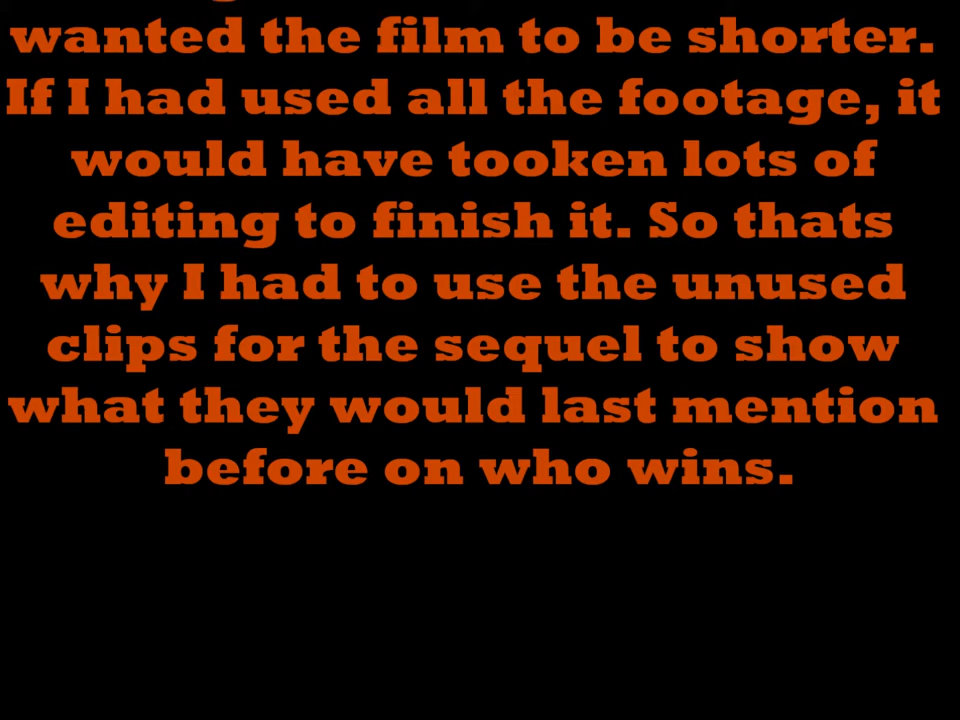 wanted the film to be shorter.
If I had used all the footage, it
would have tooken lots of
editing to finish it. So thats
why I had to use the unused
clips for the sequel to show
what they would last mention
before on who wins.